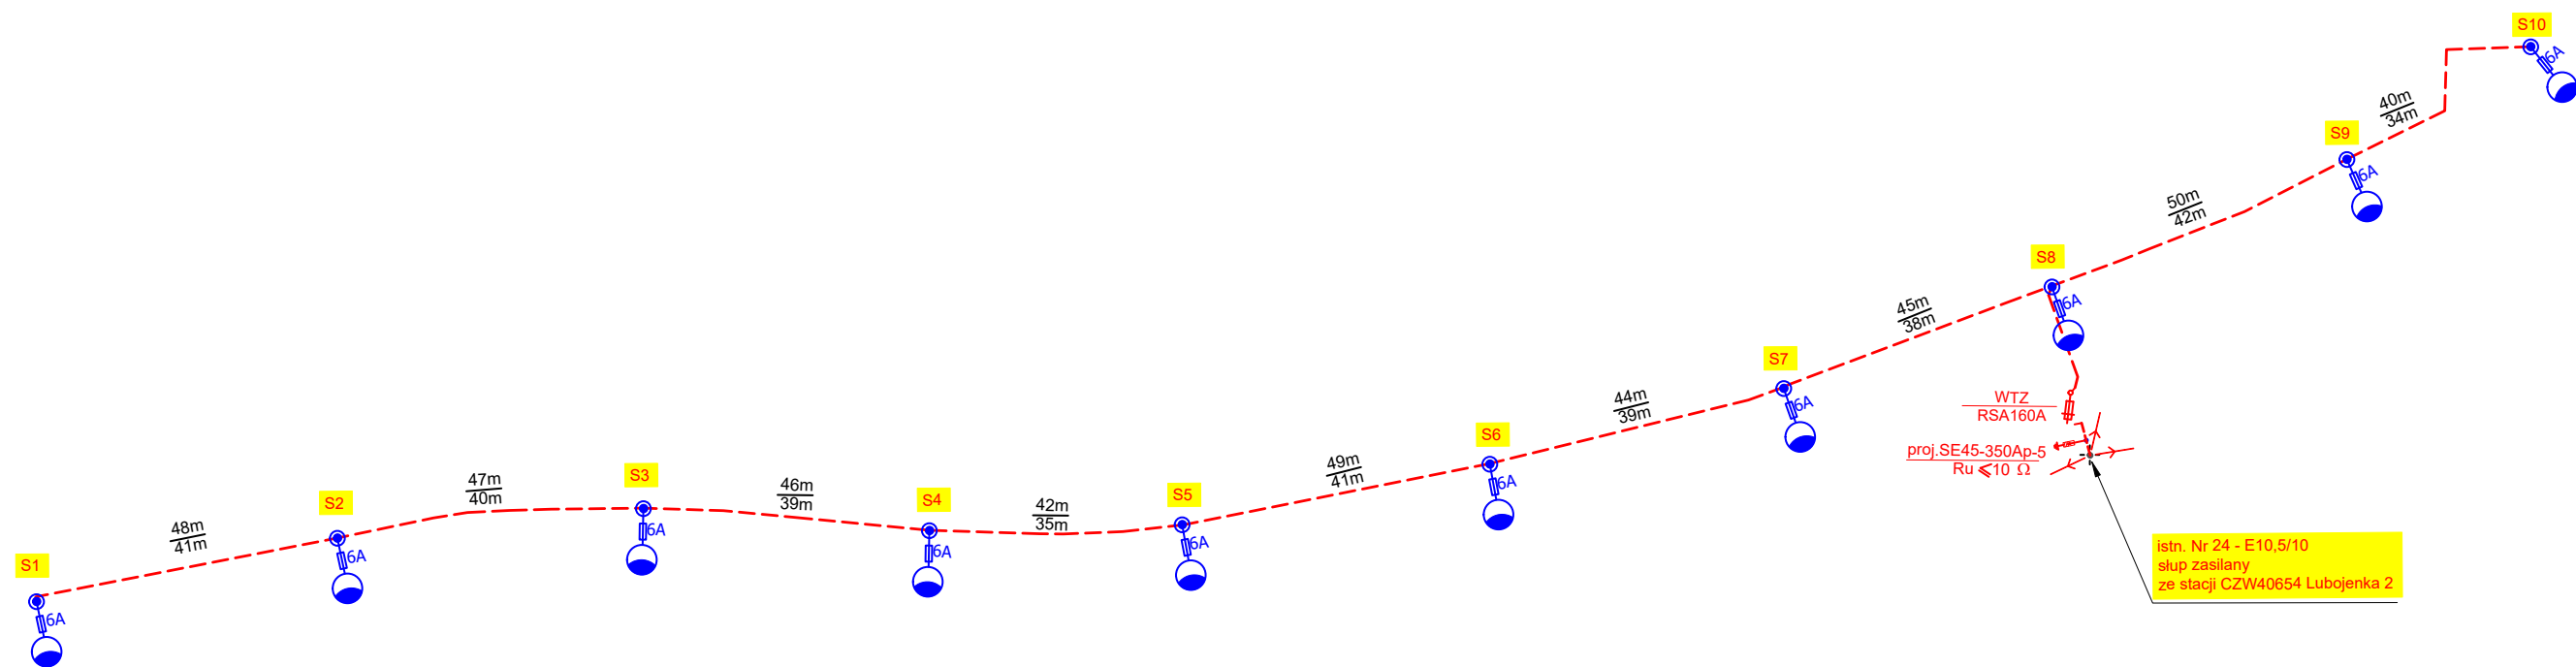 S10
6A
40m
34m
S9
6A
50m
42m
S8
6A
45m
38m
S7
6A
WTZ
RSA160A
44m
39m
proj.SE45-350Ap-5
Ru ⩽10 Ω
S6
6A
49m
41m
47m
40m
S3
6A
46m
39m
S4
6A
42m
35m
S5
6A
S2
6A
48m
41m
S1
6A
istn. Nr 24 - E10,5/10
słup zasilany
ze stacji CZW40654 Lubojenka 2